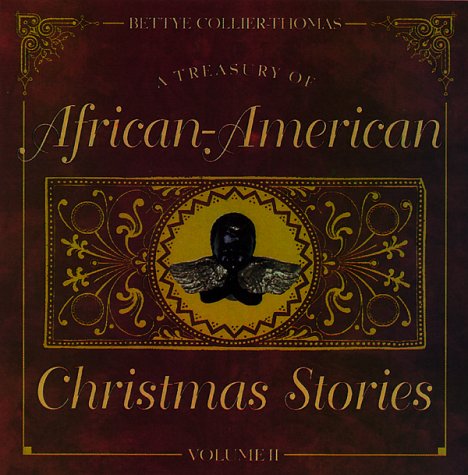 BETTYE COLLIER-THOMAS
A TREASURY OF
African-American
Christmas Stories
VOLUME II